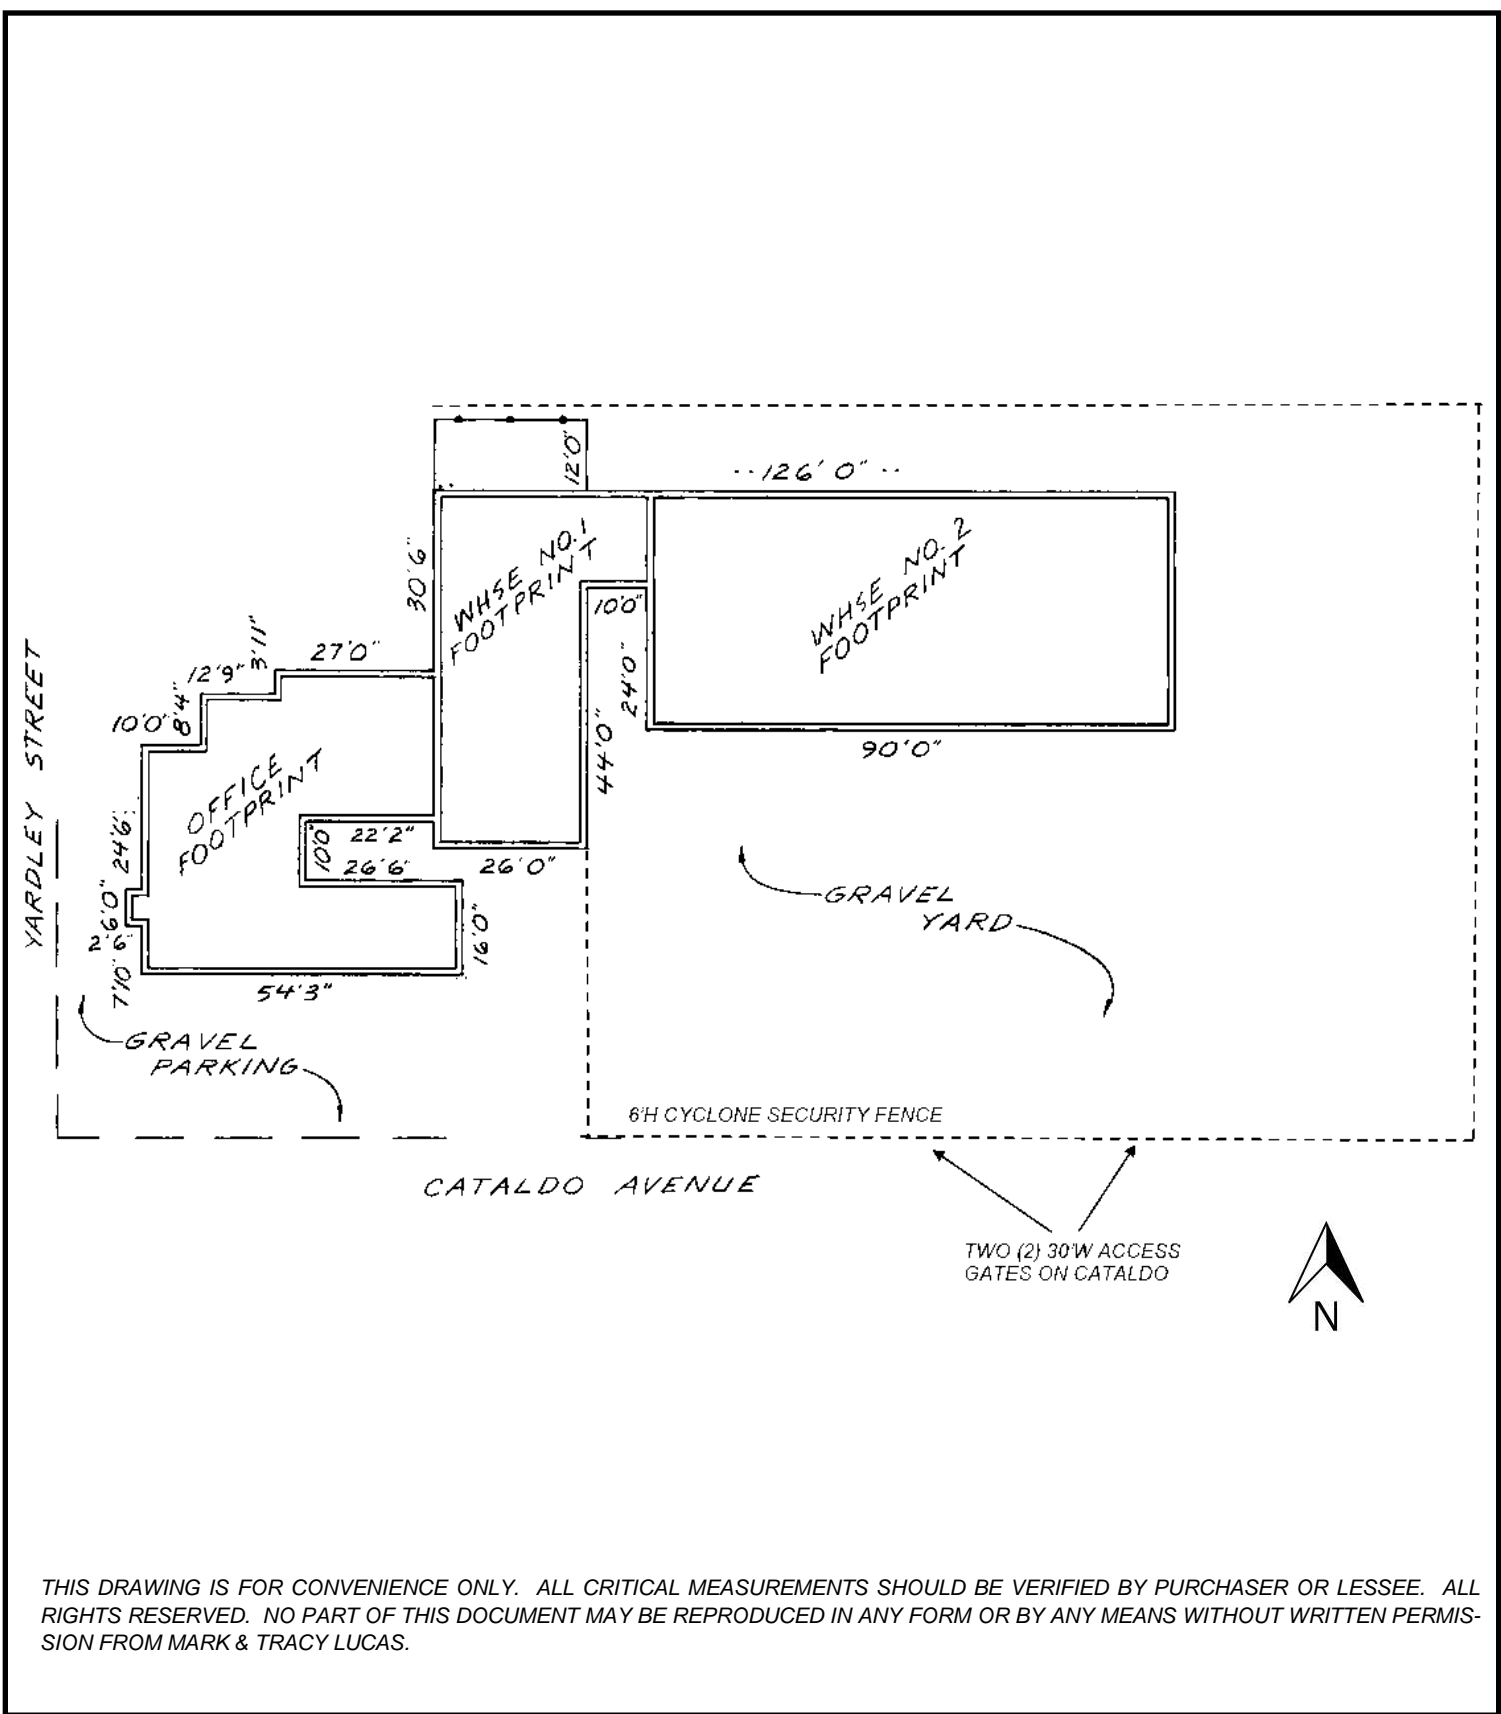 12'0"
··126' 0"··
30'6"
WHSE NO.1
FOOTPRINT
WHSE NO. 2
FOOTPRINT
10'0"
24'0"
44'0"
90'0"
27'0"
3'11"
12'9"
8'4"
10'0"
YARDLEY STREET
OFFICE
FOOTPRINT
24'6"
22'2"
10'0"
26'6"
26'0"
6'0"
2'6"
7'10"
16'0"
54'3"
GRAVEL
YARD
GRAVEL
PARKING
6'H CYCLONE SECURITY FENCE
CATALDO AVENUE
TWO (2) 30'W ACCESS
GATES ON CATALDO
N
THIS DRAWING IS FOR CONVENIENCE ONLY. ALL CRITICAL MEASUREMENTS SHOULD BE VERIFIED BY PURCHASER OR LESSEE. ALL
RIGHTS RESERVED. NO PART OF THIS DOCUMENT MAY BE REPRODUCED IN ANY FORM OR BY ANY MEANS WITHOUT WRITTEN PERMIS-
SION FROM MARK & TRACY LUCAS.